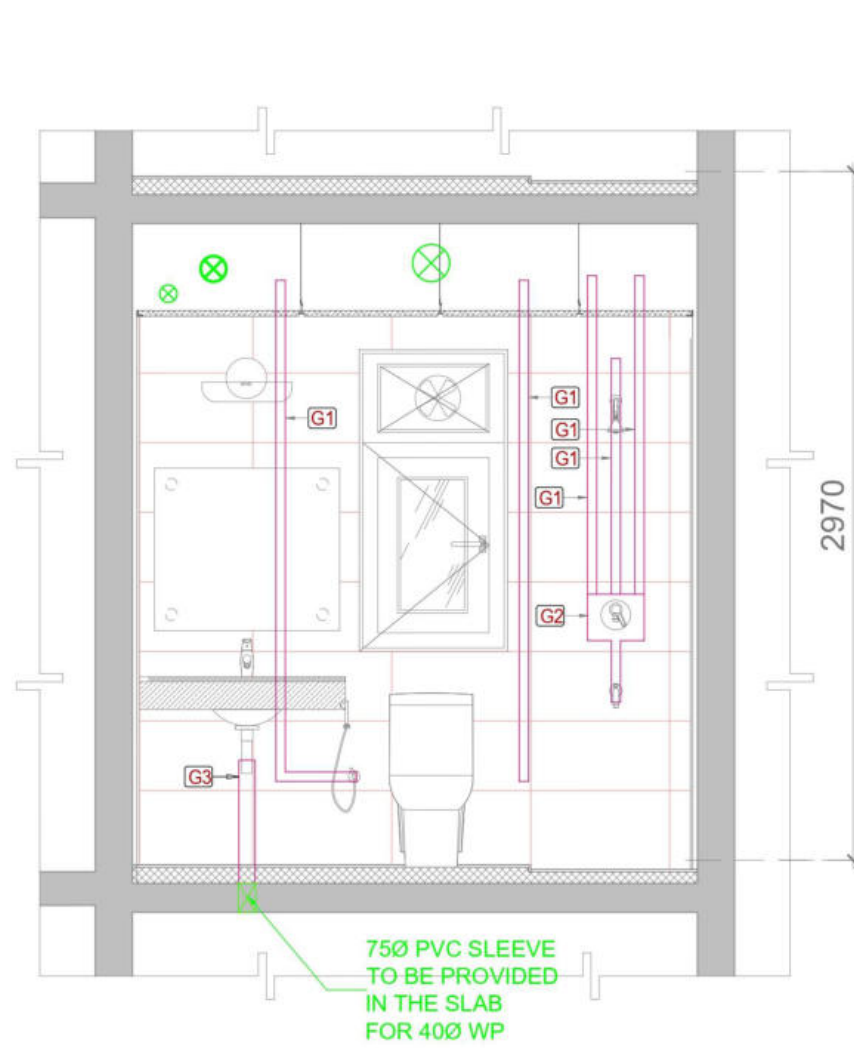 G1
G1
G1
G1
G1
G2
G3
2970
75Ø PVC SLEEVE
TO BE PROVIDED
IN THE SLAB
FOR 40Ø WP